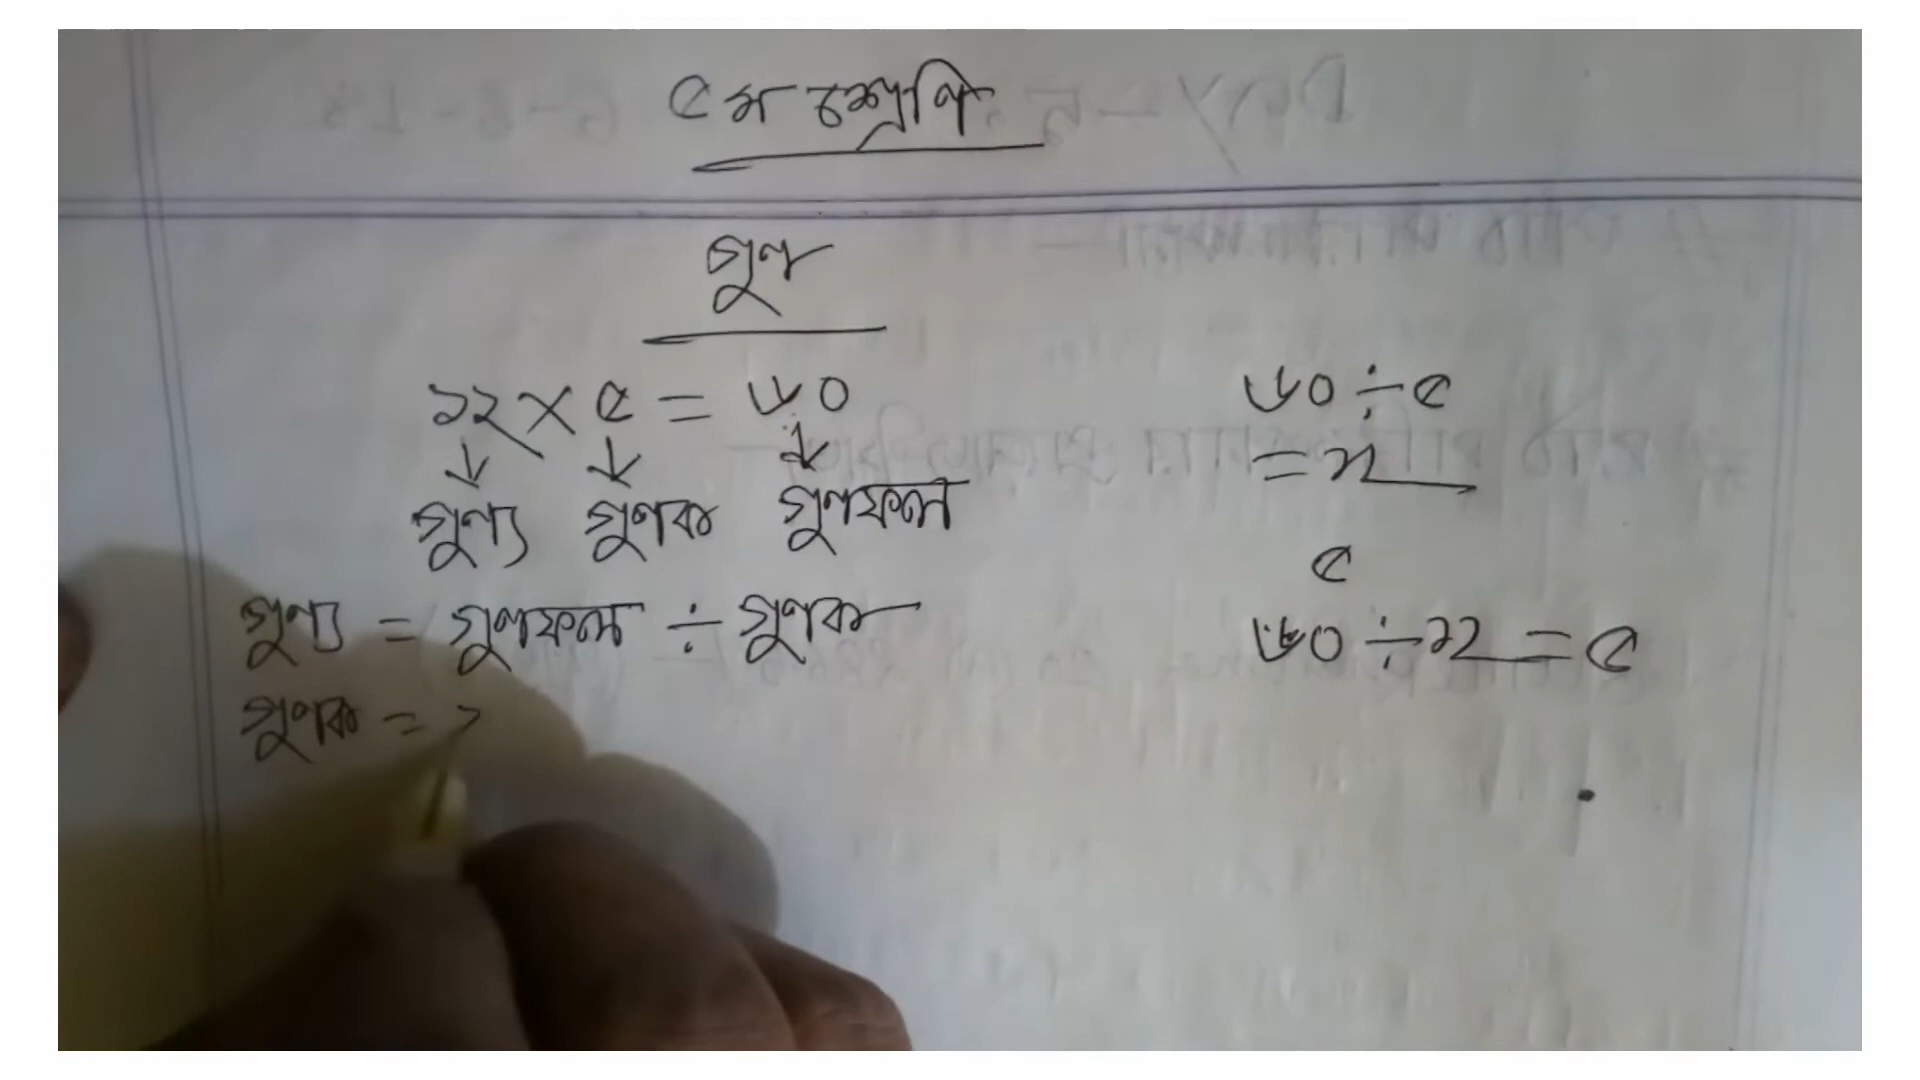 ৫ম শ্রেণি
গুণ
১২ × ৫ = ৬০
↓ ↓ ↓
গুণ্য গুণক গুণফল
গুণ্য = গুণফল ÷ গুণক
গুণক =
৬০ ÷ ৫
= ১২
৫
৬০ ÷ ১২ = ৫